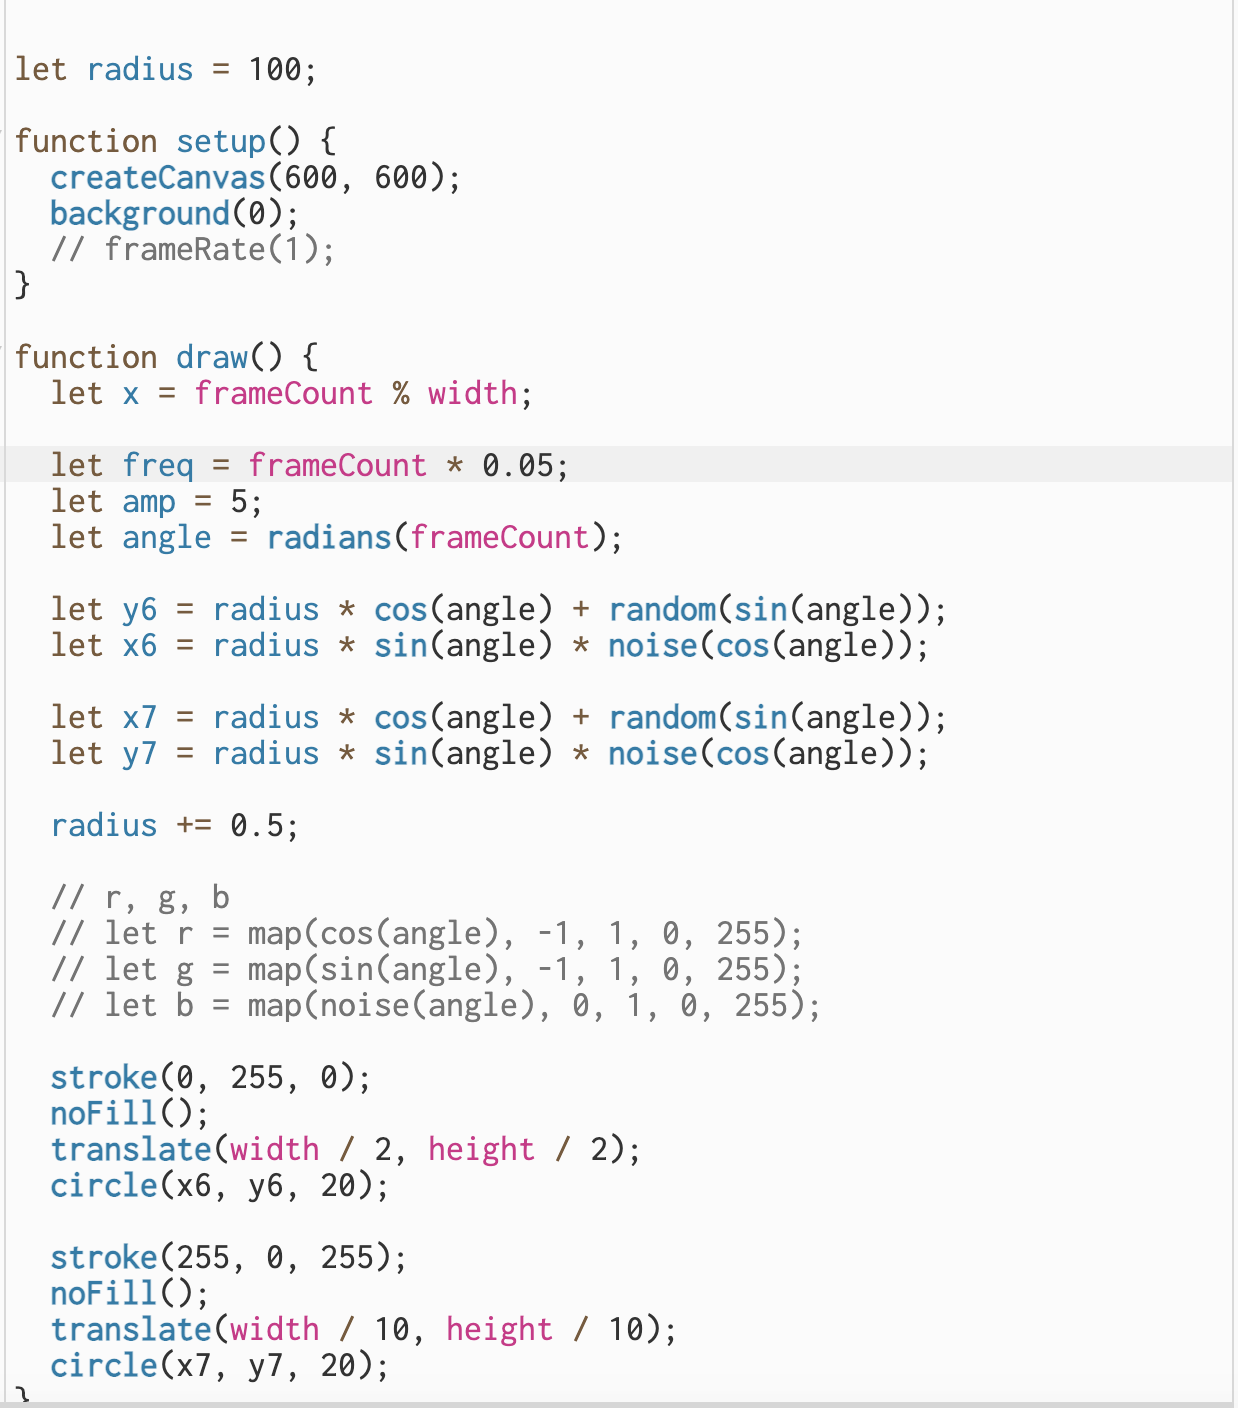 let radius = 100;
function setup() {
createCanvas(600, 600);
background(0);
// frameRate(1);
}
function draw() {
let x = frameCount % width;
let freq = frameCount * 0.05;
let amp = 5;
let angle = radians(frameCount);
let y6 = radius * cos(angle) + random(sin(angle));
let x6 = radius * sin(angle) * noise(cos(angle));
let x7 = radius * cos(angle) + random(sin(angle));
let y7 = radius * sin(angle) * noise(cos(angle));
radius += 0.5;
// r, g, b
// let r = map(cos(angle), -1, 1, 0, 255);
// let g = map(sin(angle), -1, 1, 0, 255);
// let b = map(noise(angle), 0, 1, 0, 255);
stroke(0, 255, 0);
noFill();
translate(width / 2, height / 2);
circle(x6, y6, 20);
stroke(255, 0, 255);
noFill();
translate(width / 10, height / 10);
circle(x7, y7, 20);
}